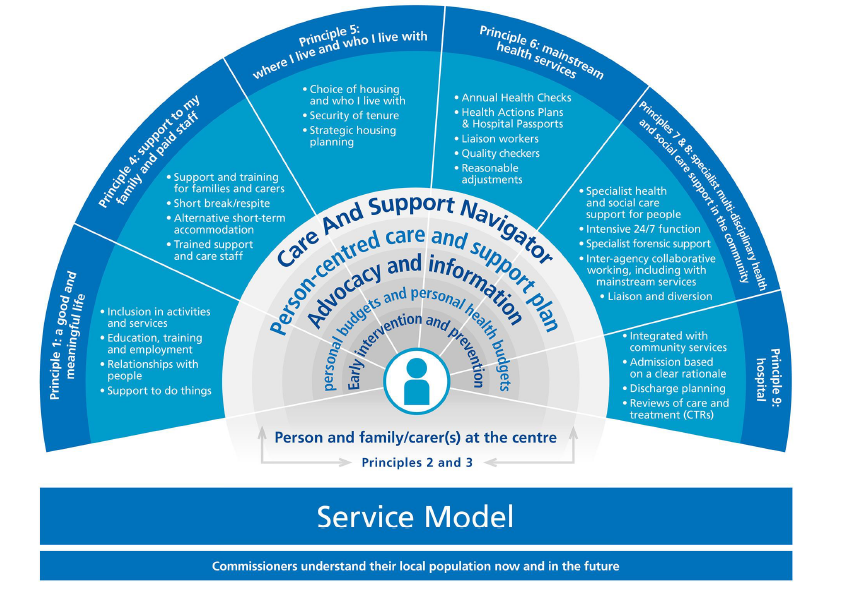 Principle 1: a good and
meaningful life
• Inclusion in activities
and services
• Education, training
and employment
• Relationships with
people
• Support to do things
Principle 4: support to my
family and paid staff
• Support and training
for families and carers
• Short break/respite
• Alternative short-term
accommodation
• Trained support
and care staff
Principle 5:
where I live and who I live with
• Choice of housing
and who I live with
• Security of tenure
• Strategic housing
planning
Principle 6: mainstream
health services
• Annual Health Checks
• Health Actions Plans
& Hospital Passports
• Liaison workers
• Quality checkers
• Reasonable
adjustments
Principles 7 & 8: specialist multi-disciplinary health
and social care support in the community
• Specialist health
and social care
support for people
• Intensive 24/7 function
• Specialist forensic support
• Inter-agency collaborative
working, including with
mainstream services
• Liaison and diversion
Principle 9:
hospital
• Integrated with
community services
• Admission based
on a clear rationale
• Discharge planning
• Reviews of care and
treatment (CTRs)
Care And Support Navigator
Person-centred care and support plan
Advocacy and information
personal budgets and personal health budgets
Early intervention and prevention
Person and family/carer(s) at the centre
Principles 2 and 3
Service Model
Commissioners understand their local population now and in the future